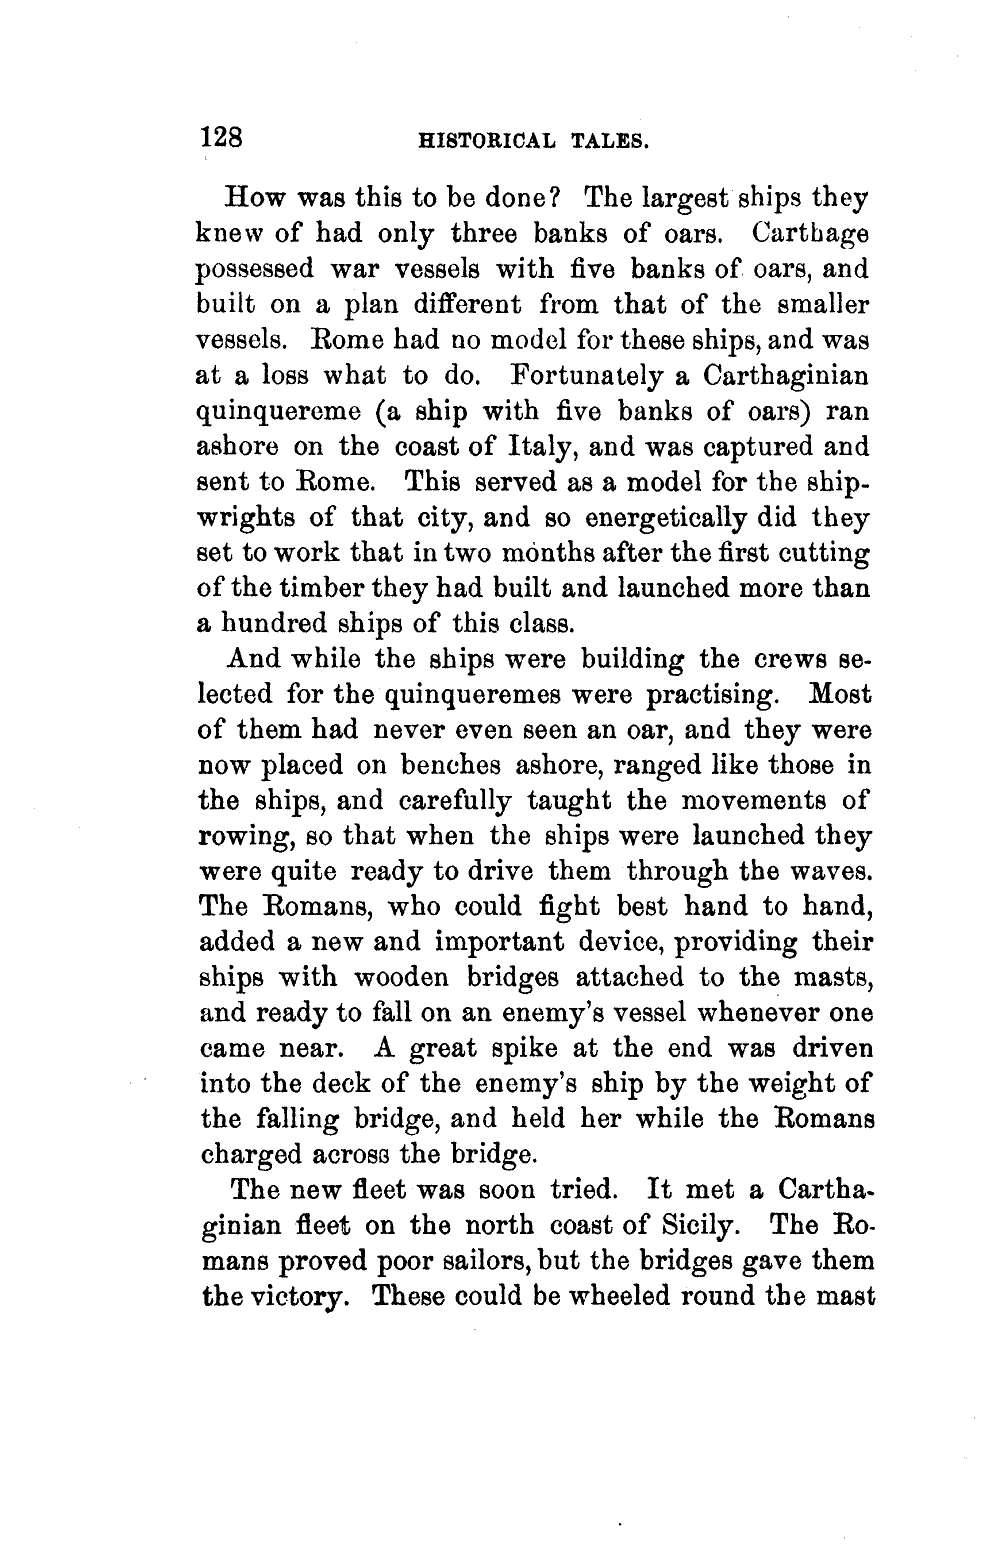 128 HISTORICAL TALES.
How was this to be done? The largest ships they
knew of had only three banks of oars. Carthage
possessed war vessels with five banks of oars, and
built on a plan different from that of the smaller
vessels. Rome had no model for these ships, and was
at a loss what to do. Fortunately a Carthaginian
quinquereme (a ship with five banks of oars) ran
ashore on the coast of Italy, and was captured and
sent to Rome. This served as a model for the ship-
wrights of that city, and so energetically did they
set to work that in two months after the first cutting
of the timber they had built and launched more than
a hundred ships of this class.
And while the ships were building the crews se-
lected for the quinqueremes were practising. Most
of them had never even seen an oar, and they were
now placed on benches ashore, ranged like those in
the ships, and carefully taught the movements of
rowing, so that when the ships were launched they
were quite ready to drive them through the waves.
The Romans, who could fight best hand to hand,
added a new and important device, providing their
ships with wooden bridges attached to the masts,
and ready to fall on an enemy's vessel whenever one
came near. A great spike at the end was driven
into the deck of the enemy's ship by the weight of
the falling bridge, and held her while the Romans
charged across the bridge.
The new fleet was soon tried. It met a Cartha-
ginian fleet on the north coast of Sicily. The Ro-
mans proved poor sailors, but the bridges gave them
the victory. These could be wheeled round the mast